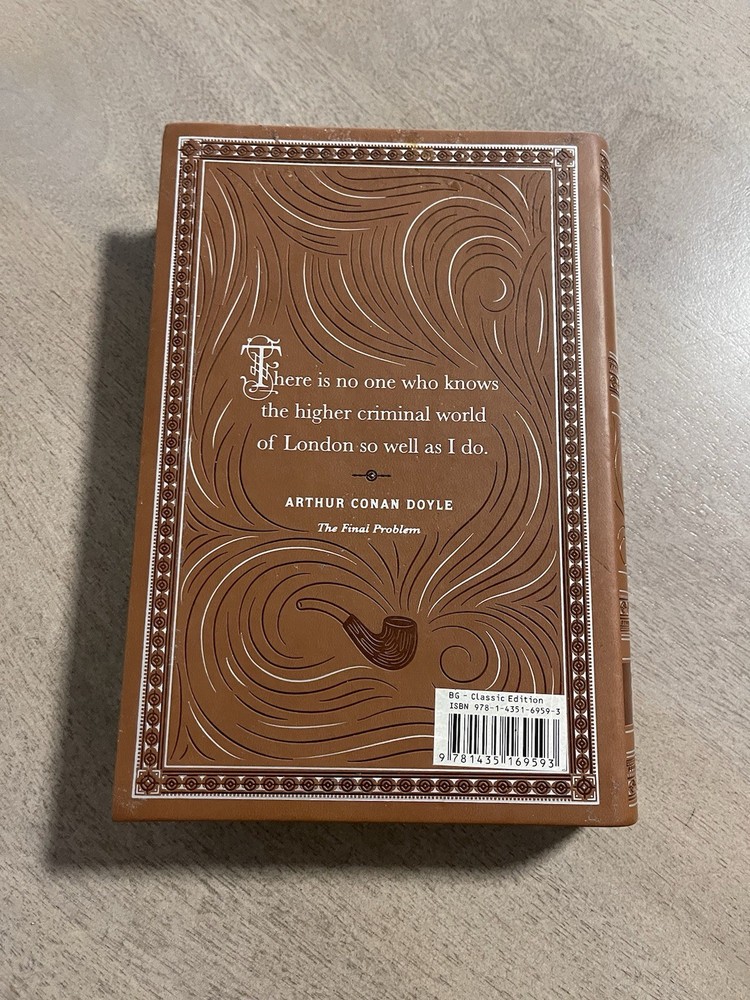 There is no one who knows
the higher criminal world
of London so well as I do.
ARTHUR CONAN DOYLE
The Final Problem
BG - Classic Edition
ISBN 978-1-4351-6959-3
9 781435 169593